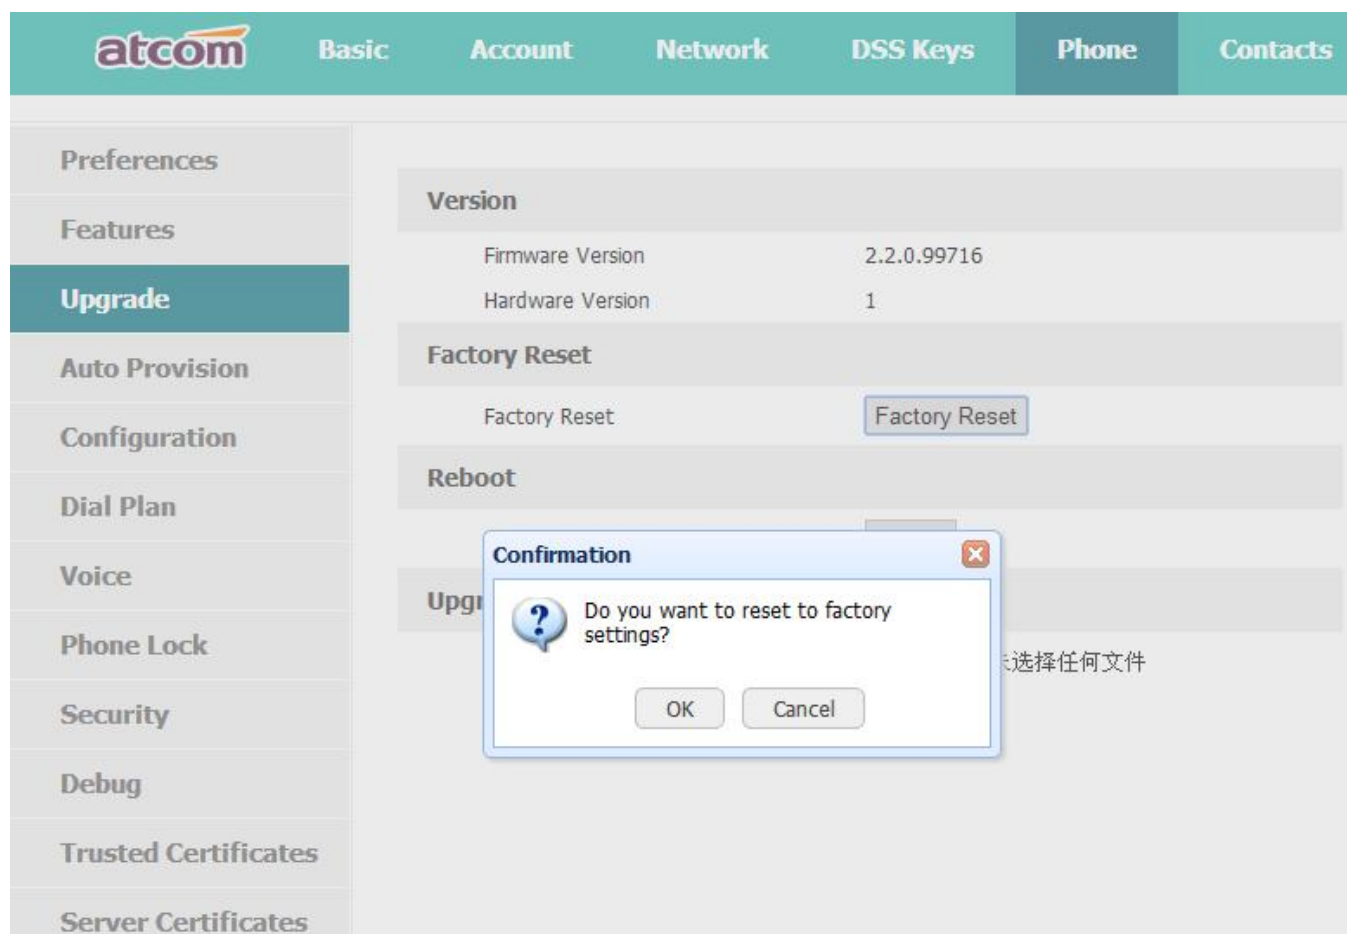 atcom Basic Account Network DSS Keys Phone Contacts
Preferences
Features
Upgrade
Auto Provision
Configuration
Dial Plan
Voice
Phone Lock
Security
Debug
Trusted Certificates
Server Certificates
Version
Firmware Version 2.2.0.99716
Hardware Version 1
Factory Reset
Factory Reset Factory Reset
Reboot
Confirmation
Do you want to reset to factory
settings?
OK Cancel
选择任何文件